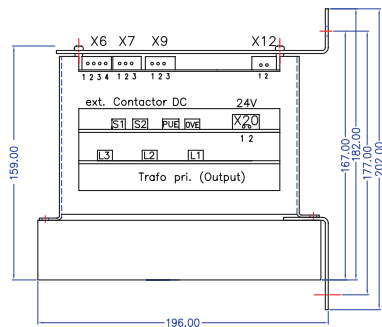 X6 X7 X9 X12
1 2 3 4 1 2 3 1 2 3 1 2
ext. Contactor DC 24V
S1 S2 PUE OVE X20
1 2
L3 L2 L1
Trafo pri. (Output)
159.00
167.00
182.00
177.00
202.00
196.00